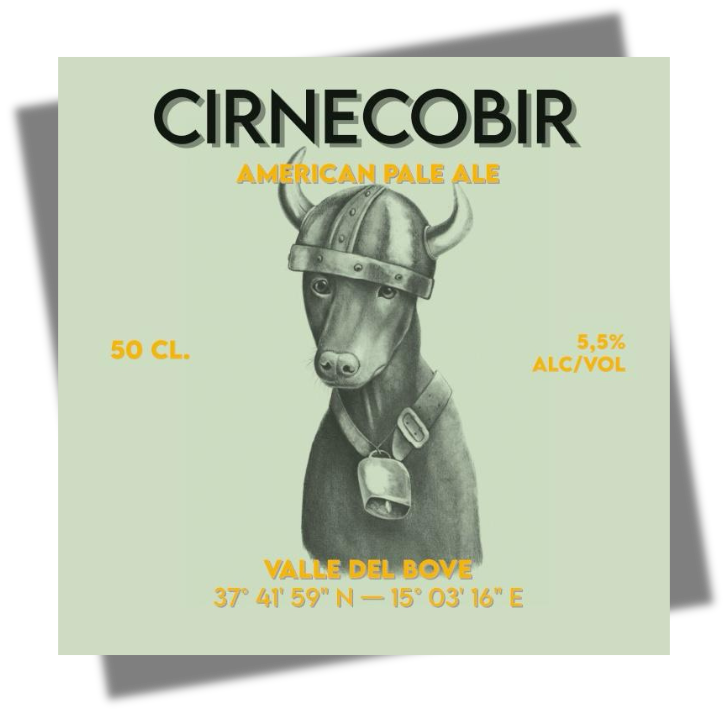 CIRNECOBIR
AMERICAN PALE ALE
50 CL.
5,5%
ALC/VOL
VALLE DEL BOVE
37° 41' 59" N — 15° 03' 16" E